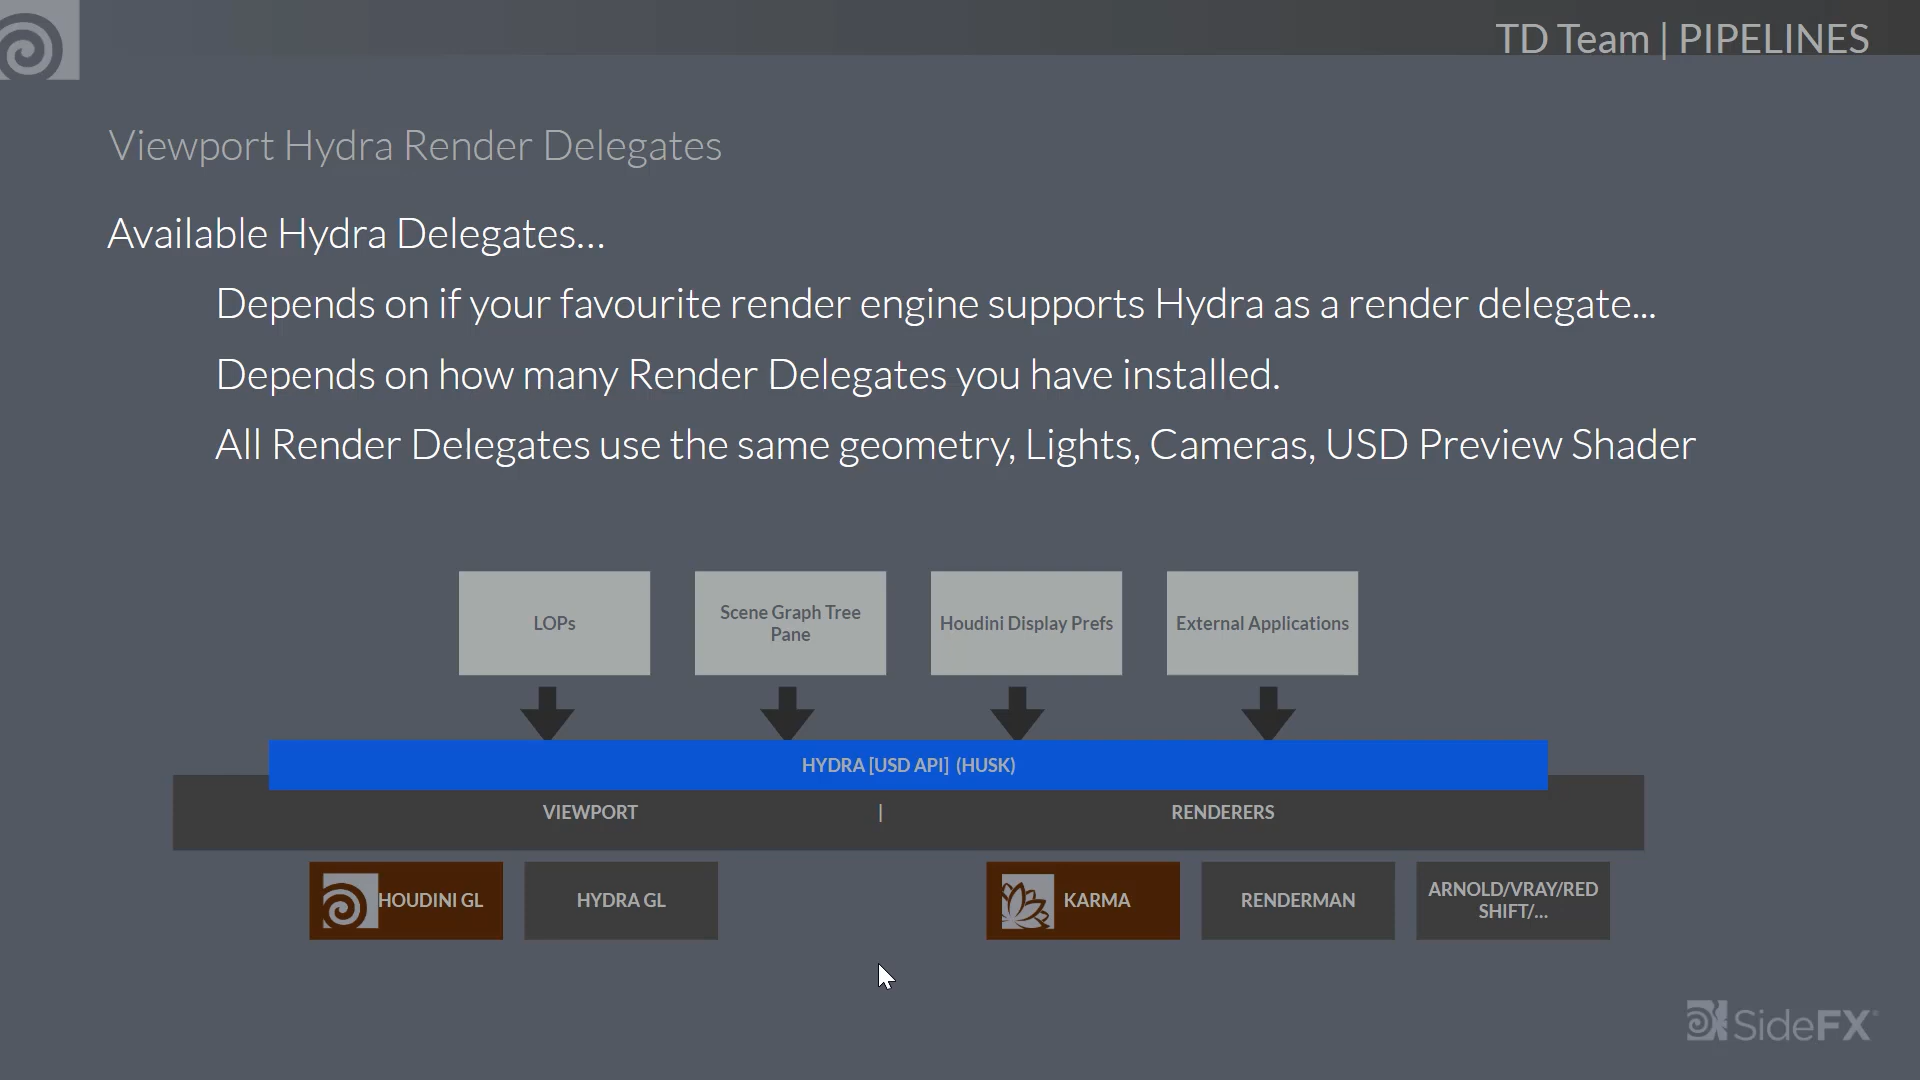 TD Team | PIPELINES
Viewport Hydra Render Delegates
Available Hydra Delegates...
Depends on if your favourite render engine supports Hydra as a render delegate...
Depends on how many Render Delegates you have installed.
All Render Delegates use the same geometry, Lights, Cameras, USD Preview Shader
LOPs
Scene Graph Tree
Pane
Houdini Display Prefs
External Applications
HYDRA [USD API] (HUSK)
VIEWPORT | RENDERERS
HOUDINI GL
HYDRA GL
KARMA
RENDERMAN
ARNOLD/VRAY/RED
SHIFT/...
SideFX